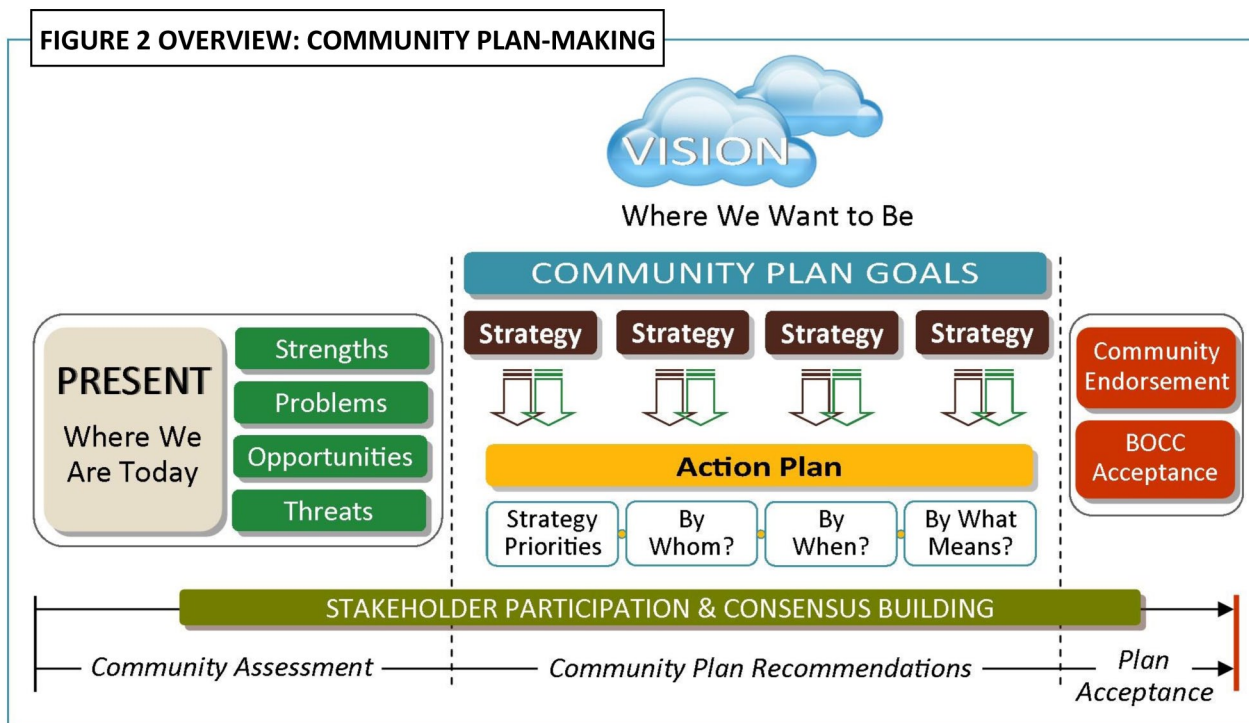 FIGURE 2 OVERVIEW: COMMUNITY PLAN-MAKING
VISION
Where We Want to Be
COMMUNITY PLAN GOALS
Strategy
Strategy
Strategy
Strategy
PRESENT
Where We
Are Today
Strengths
Problems
Opportunities
Threats
Action Plan
Strategy
Priorities
By
Whom?
By
When?
By What
Means?
Community
Endorsement
BOCC
Acceptance
STAKEHOLDER PARTICIPATION & CONSENSUS BUILDING
Community Assessment
Community Plan Recommendations
Plan
Acceptance